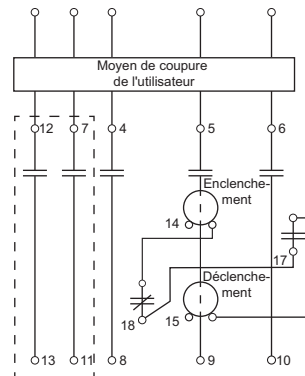 Moyen de coupure
de l'utilisateur
12 7 4 5 6
Enclenche-
ment
14
17
Déclenche-
ment
18 15
13 11 8 9 10